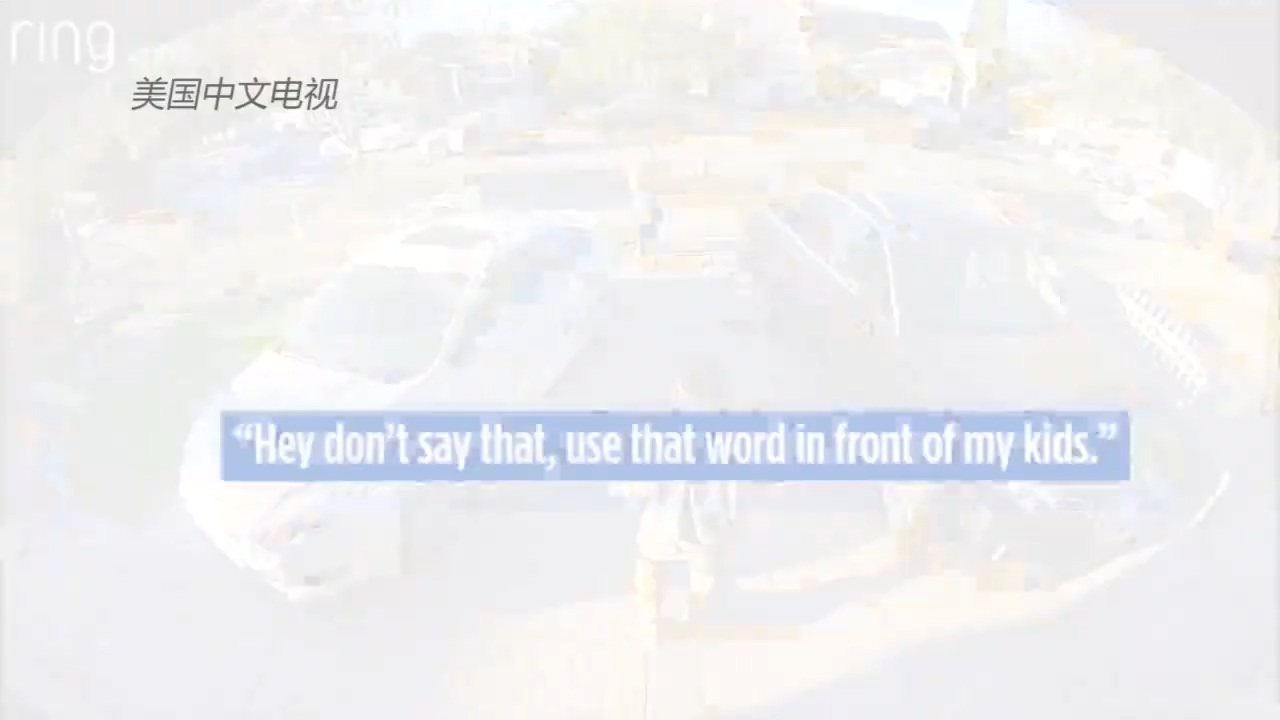 ring
美国中文电视
“Hey don’t say that, use that word in front of my kids.”